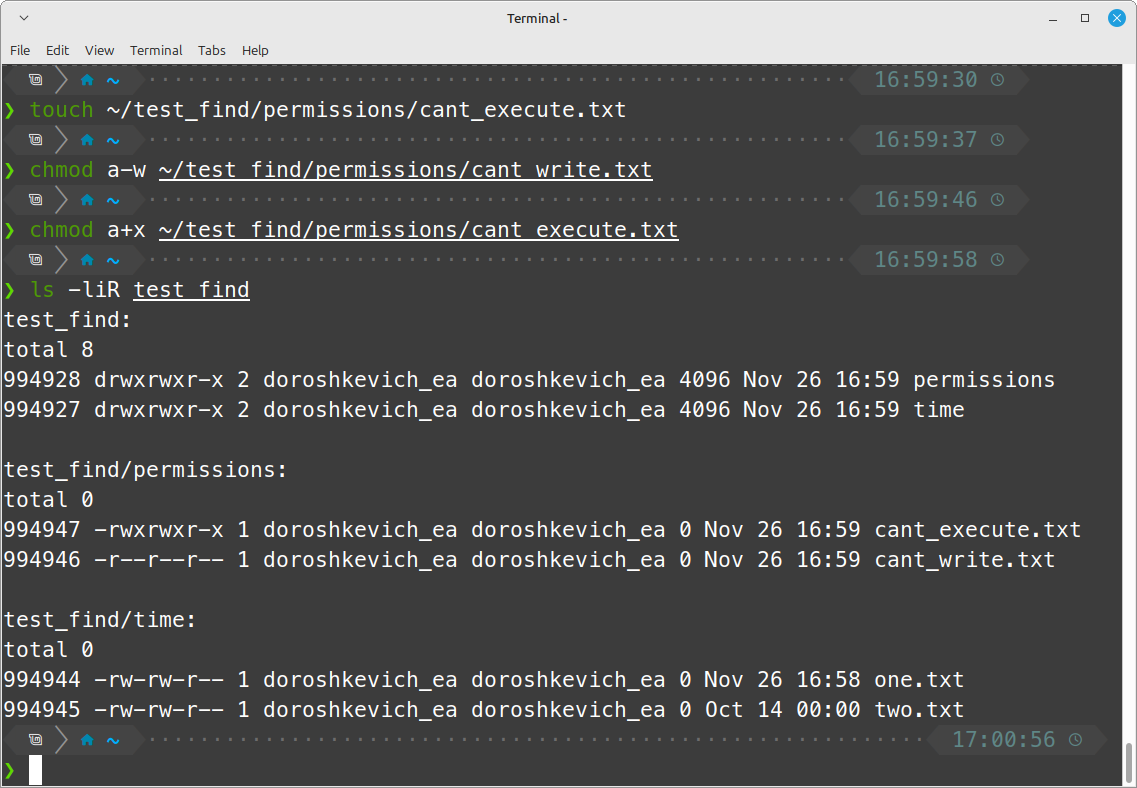 Terminal -
File Edit View Terminal Tabs Help
~ 16:59:30
❯ touch ~/test_find/permissions/cant_execute.txt
~ 16:59:37
❯ chmod a-w ~/test_find/permissions/cant_write.txt
~ 16:59:46
❯ chmod a+x ~/test_find/permissions/cant_execute.txt
~ 16:59:58
❯ ls -liR test_find
test_find:
total 8
994928 drwxrwxr-x 2 doroshkevich_ea doroshkevich_ea 4096 Nov 26 16:59 permissions
994927 drwxrwxr-x 2 doroshkevich_ea doroshkevich_ea 4096 Nov 26 16:59 time

test_find/permissions:
total 0
994947 -rwxrwxr-x 1 doroshkevich_ea doroshkevich_ea 0 Nov 26 16:59 cant_execute.txt
994946 -r--r--r-- 1 doroshkevich_ea doroshkevich_ea 0 Nov 26 16:59 cant_write.txt

test_find/time:
total 0
994944 -rw-rw-r-- 1 doroshkevich_ea doroshkevich_ea 0 Nov 26 16:58 one.txt
994945 -rw-rw-r-- 1 doroshkevich_ea doroshkevich_ea 0 Oct 14 00:00 two.txt
~ 17:00:56
❯